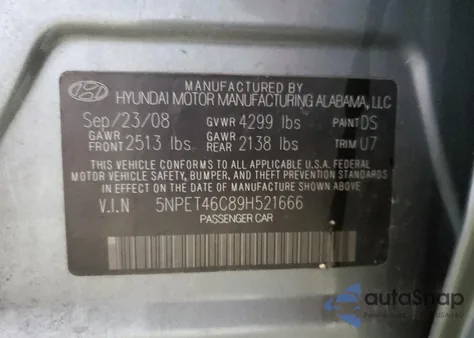 MANUFACTURED BY
HYUNDAI MOTOR MANUFACTURING ALABAMA, LLC
Sep/23/08 GVWR 4299 lbs PAINT DS
GAWR FRONT 2513 lbs GAWR REAR 2138 lbs TRIM U7
THIS VEHICLE CONFORMS TO ALL APPLICABLE U.S.A. FEDERAL
MOTOR VEHICLE SAFETY, BUMPER, AND THEFT PREVENTION STANDARDS
IN EFFECT ON THE DATE OF MANUFACTURE SHOWN ABOVE.
V.I.N 5NPET46C89H521666
PASSENGER CAR
autoSnap